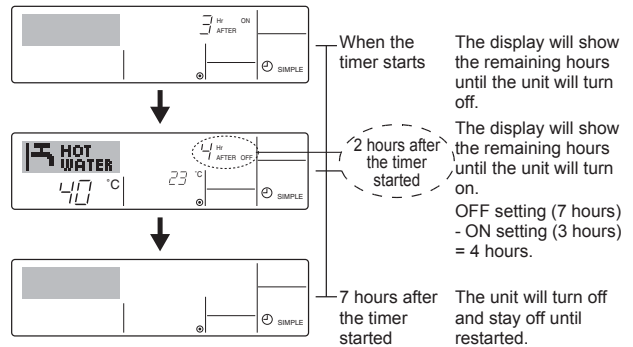 3 Hr ON
AFTER
SIMPLE
When the
timer starts
The display will show
the remaining hours
until the unit will turn
off.
HOT
WATER
40 °C
23 °C
4 Hr
AFTER OFF
SIMPLE
2 hours after
the timer
started
The display will show
the remaining hours
until the unit will turn
on.
OFF setting (7 hours)
- ON setting (3 hours)
= 4 hours.
SIMPLE
7 hours after
the timer
started
The unit will turn off
and stay off until
restarted.